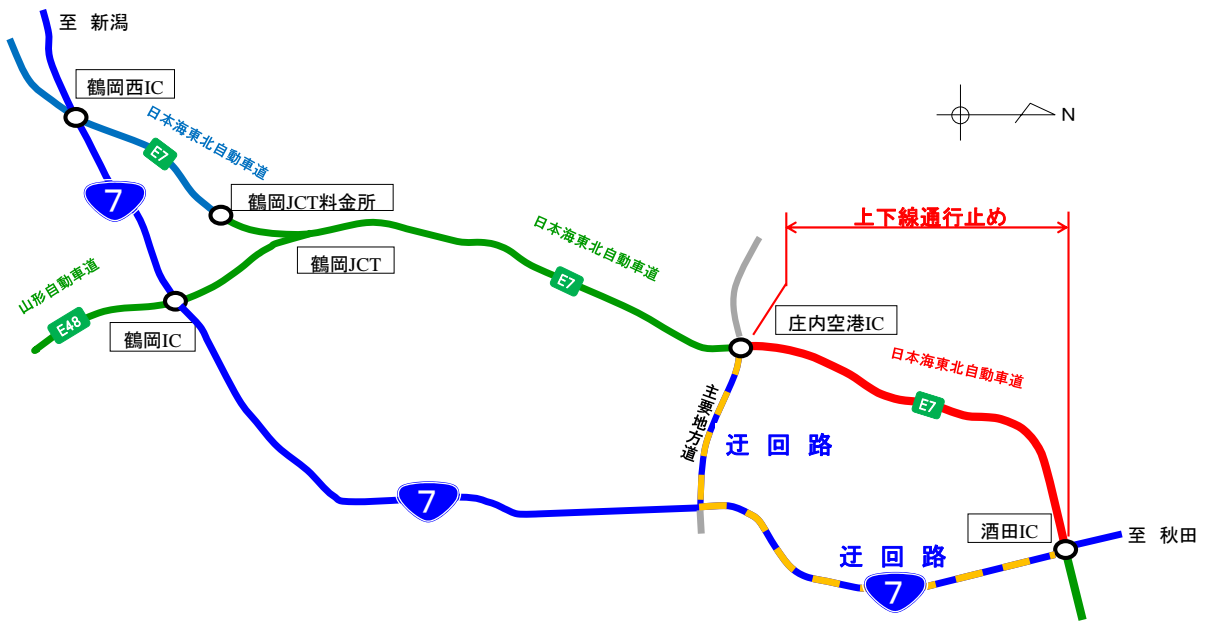 至 新潟
鶴岡西IC
日本海東北自動車道
E7
7
鶴岡JCT料金所
鶴岡JCT
山形自動車道
E48
鶴岡IC
日本海東北自動車道
E7
N
上下線通行止め
庄内空港IC
日本海東北自動車道
E7
主要地方道
迂回路
7
酒田IC
至 秋田
迂回路
7